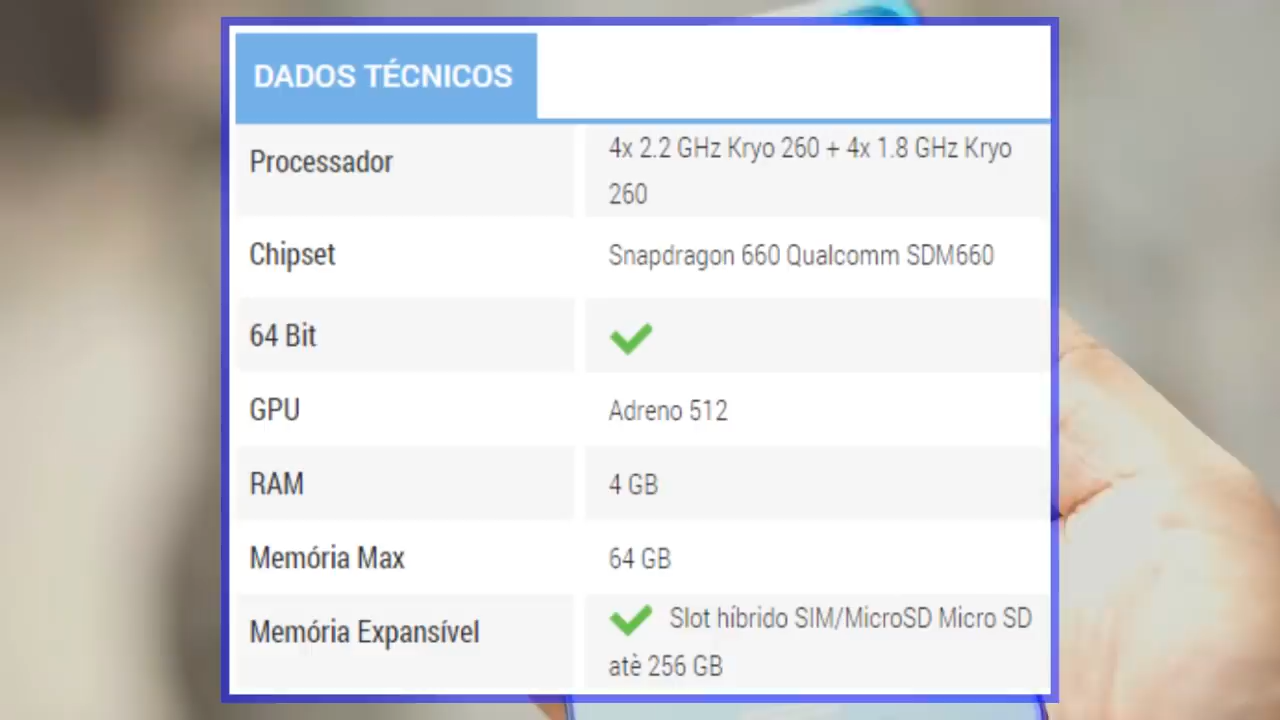 DADOS TÉCNICOS
Processador
4x 2.2 GHz Kryo 260 + 4x 1.8 GHz Kryo
260
Chipset
Snapdragon 660 Qualcomm SDM660
64 Bit
GPU
Adreno 512
RAM
4 GB
Memória Max
64 GB
Memória Expansível
Slot híbrido SIM/MicroSD Micro SD
atè 256 GB